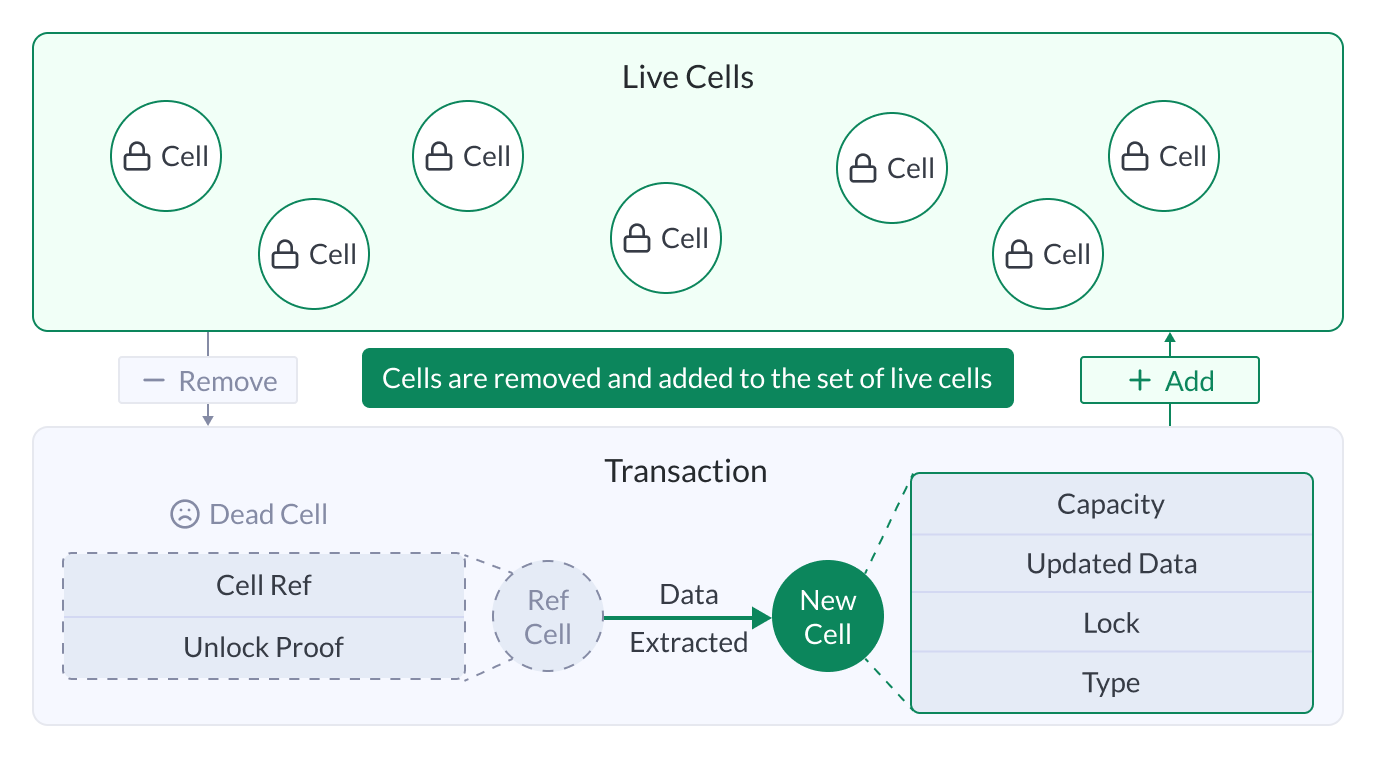 Live Cells
Cell
Cell
Cell
Cell
Cell
Cell
Cell
Remove
Cells are removed and added to the set of live cells
Add
Transaction
Dead Cell
Cell Ref
Unlock Proof
Ref
Cell
Data
Extracted
New
Cell
Capacity
Updated Data
Lock
Type